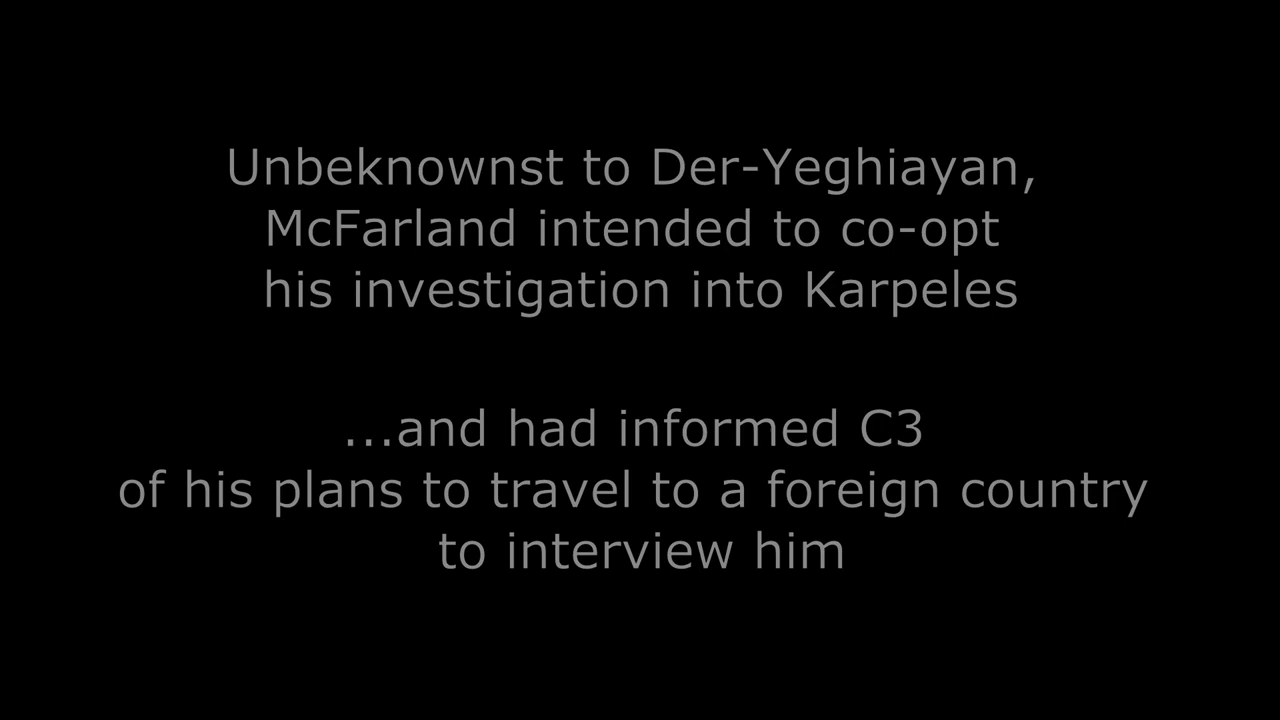 Unbeknownst to Der-Yeghiayan,
McFarland intended to co-opt
his investigation into Karpeles
...and had informed C3
of his plans to travel to a foreign country
to interview him